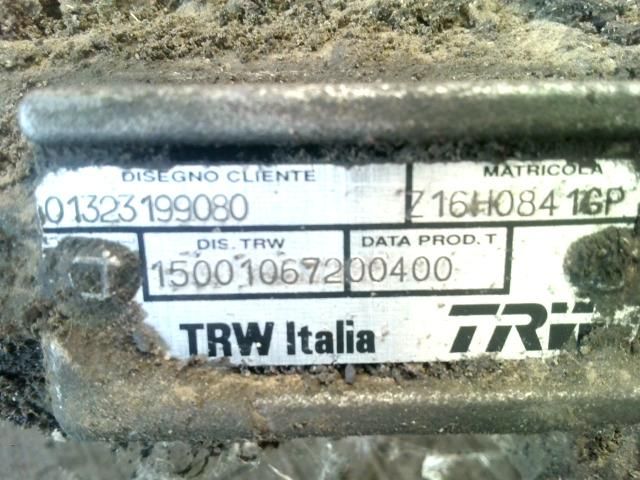 DISEGNO CLIENTE MATRICOLA
01323199080 Z16H0841GP
DIS. TRW DATA PROD. T
15001067200400
TRW Italia TRW